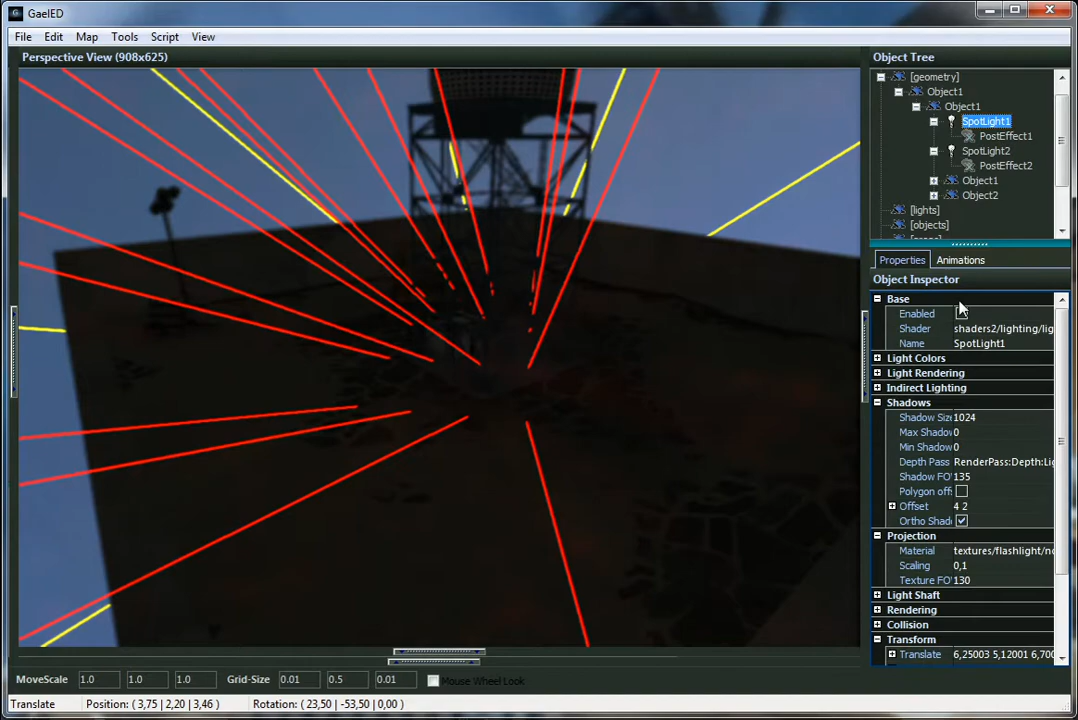 GaelED
File Edit Map Tools Script View
Perspective View (908x625)
Object Tree
[geometry]
Object1
Object1
SpotLight1
PostEffect1
SpotLight2
PostEffect2
Object1
Object2
[lights]
[objects]
Properties Animations
Object Inspector
Base
Enabled
Shader shaders2/lighting/lig
Name SpotLight1
Light Colors
Light Rendering
Indirect Lighting
Shadows
Shadow Size 1024
Max Shadow 0
Min Shadow 0
Depth Pass RenderPass:Depth:Li
Shadow FO 135
Polygon off
Offset 4 2
Ortho Shad
Projection
Material textures/flashlight/no
Scaling 0,1
Texture FO 130
Light Shaft
Rendering
Collision
Transform
Translate 6,25003 5,12001 6,700
MoveScale 1.0 1.0 1.0 Grid-Size 0.01 0.5 0.01 Mouse Wheel Look
Translate Position: ( 3,75 | 2,20 | 3,46 ) Rotation: ( 23,50 | -53,50 | 0,00 )